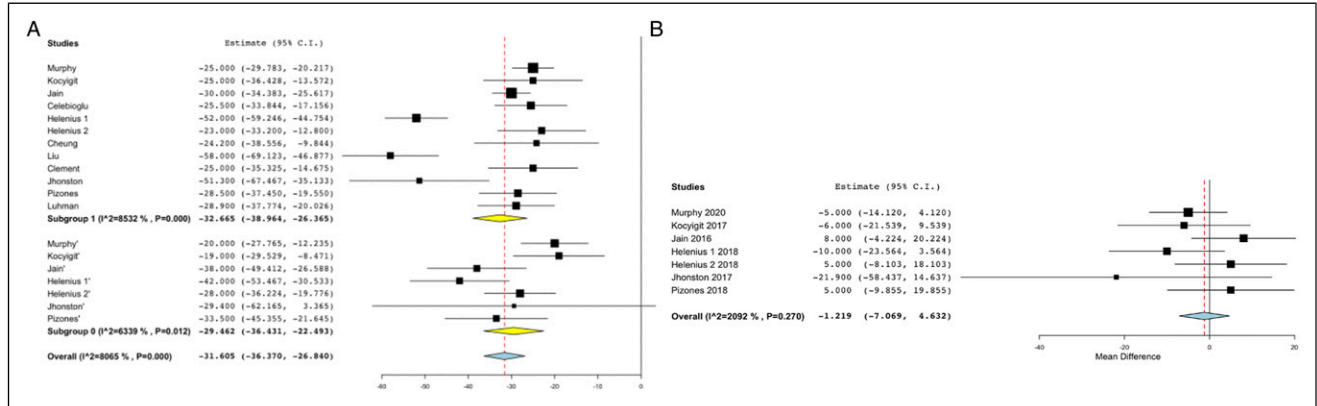 A
Studies Estimate (95% C.I.)
Murphy -25.000 (-29.783, -20.217)
Kocyigit -25.000 (-36.428, -13.572)
Jain -30.000 (-34.383, -25.617)
Celebioglu -25.500 (-33.844, -17.156)
Helenius 1 -52.000 (-59.246, -44.754)
Helenius 2 -23.000 (-33.200, -12.800)
Cheung -24.200 (-38.556, -9.844)
Liu -58.000 (-69.123, -46.877)
Clement -25.000 (-35.325, -14.675)
Jhonston -51.300 (-67.467, -35.133)
Pizones -28.500 (-37.450, -19.550)
Luhman -28.900 (-37.774, -20.026)
Subgroup 1 (I^2=8532 % , P=0.000) -32.665 (-38.964, -26.365)
Murphy' -20.000 (-27.765, -12.235)
Kocyigit' -19.000 (-29.529, -8.471)
Jain' -38.000 (-49.412, -26.588)
Helenius 1' -42.000 (-53.467, -30.533)
Helenius 2' -28.000 (-36.224, -19.776)
Jhonston' -29.400 (-62.165, 3.365)
Pizones' -33.500 (-45.355, -21.645)
Subgroup 0 (I^2=6339 % , P=0.012) -29.462 (-36.431, -22.493)
Overall (I^2=8065 % , P=0.000) -31.605 (-36.370, -26.840)
-60 -50 -40 -30 -20 -10 0
B
Studies Estimate (95% C.I.)
Murphy 2020 -5.000 (-14.120, 4.120)
Kocyigit 2017 -6.000 (-21.539, 9.539)
Jain 2016 8.000 (-4.224, 20.224)
Helenius 1 2018 -10.000 (-23.564, 3.564)
Helenius 2 2018 5.000 (-8.103, 18.103)
Jhonston 2017 -21.900 (-58.437, 14.637)
Pizones 2018 5.000 (-9.855, 19.855)
Overall (I^2=2092 % , P=0.270) -1.219 (-7.069, 4.632)
-40 -20 0 20
Mean Difference